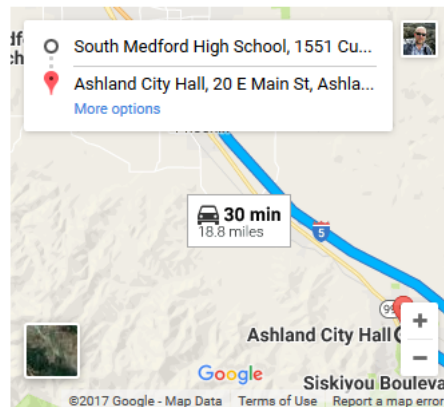 South Medford High School, 1551 Cu...
Ashland City Hall, 20 E Main St, Ashla...
More options
30 min
18.8 miles
5
99
Ashland City Hall
Google
Siskiyou Bouleva
©2017 Google - Map Data Terms of Use Report a map error